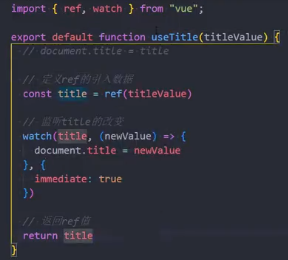 import { ref, watch } from "vue";
export default function useTitle(titleValue) {
// document.title = title
// 定义ref的引入数据
const title = ref(titleValue)
// 监听title的改变
watch(title, (newValue) => {
document.title = newValue
}, {
immediate: true
})
// 返回ref值
return title
}